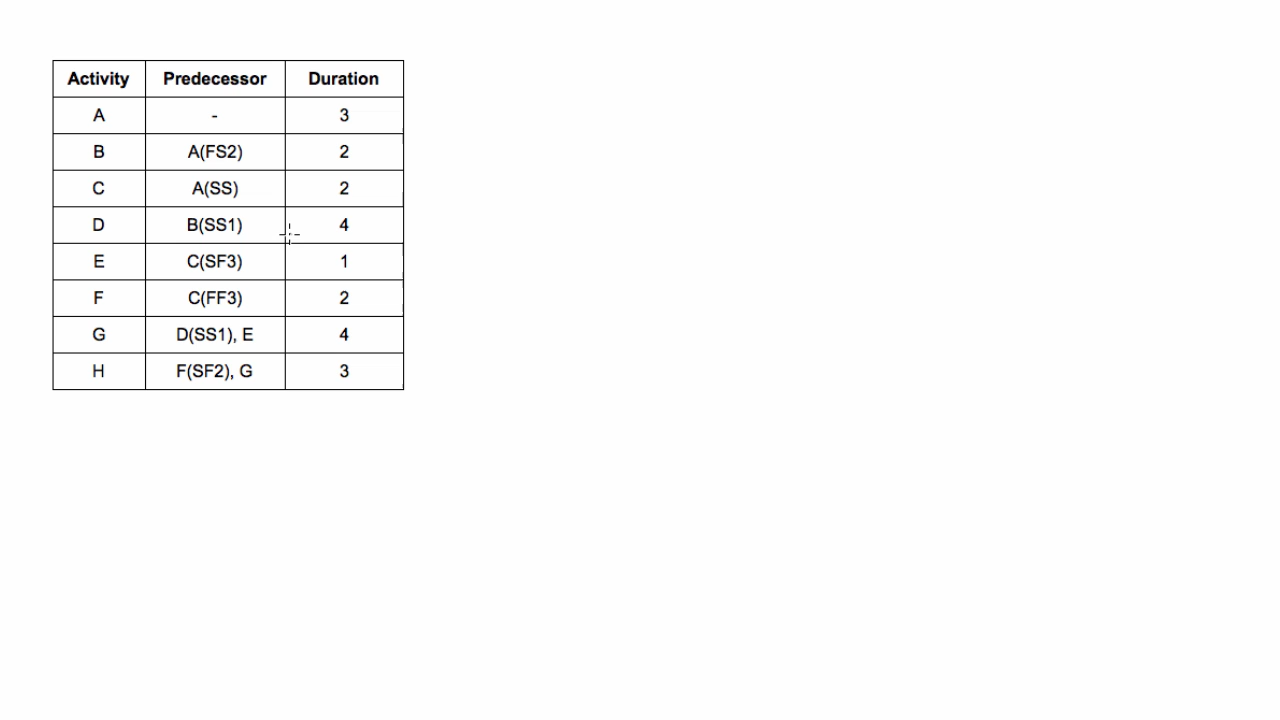 Activity Predecessor Duration
A - 3
B A(FS2) 2
C A(SS) 2
D B(SS1) 4
E C(SF3) 1
F C(FF3) 2
G D(SS1), E 4
H F(SF2), G 3